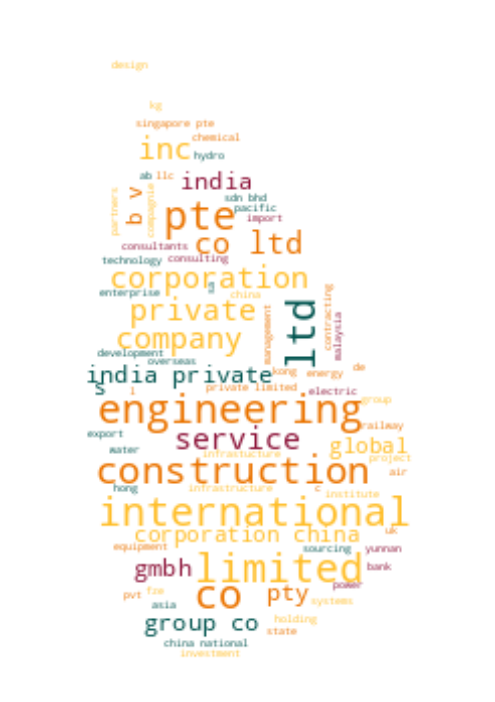 design
kg
singapore pte
chemical
inc
hydro
ab
llc
india
sdn bhd
partners
b v
compagnie
pte
pacific
import
co ltd
consultants
consulting
technology
corporation
enterprise
s
china
private
ltd
contracting
management
malaysia
company
development
overseas
india private
kong
energy
de
s
i
private limited
electric
engineering
group
railway
export
service
global
water
infrastucture
project
construction
air
hong
infrastructure
c
institute
international
corporation china
uk
equipment
sourcing
yunnan
gmbh
limited
bank
power
pvt
fze
co
pty
systems
asia
group co
holding
state
china national
investment